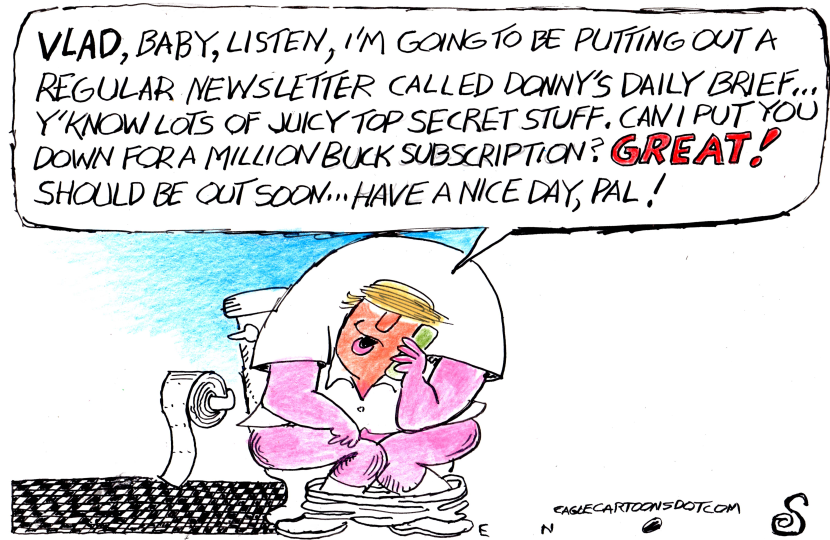 VLAD, BABY, LISTEN, I'M GOING TO BE PUTTING OUT A
REGULAR NEWSLETTER CALLED DONNY'S DAILY BRIEF...
Y'KNOW LOTS OF JUICY TOP SECRET STUFF. CAN I PUT YOU
DOWN FOR A MILLION BUCK SUBSCRIPTION? GREAT!
SHOULD BE OUT SOON... HAVE A NICE DAY, PAL!
EAGLECARTOONSDOTCOM
E N S